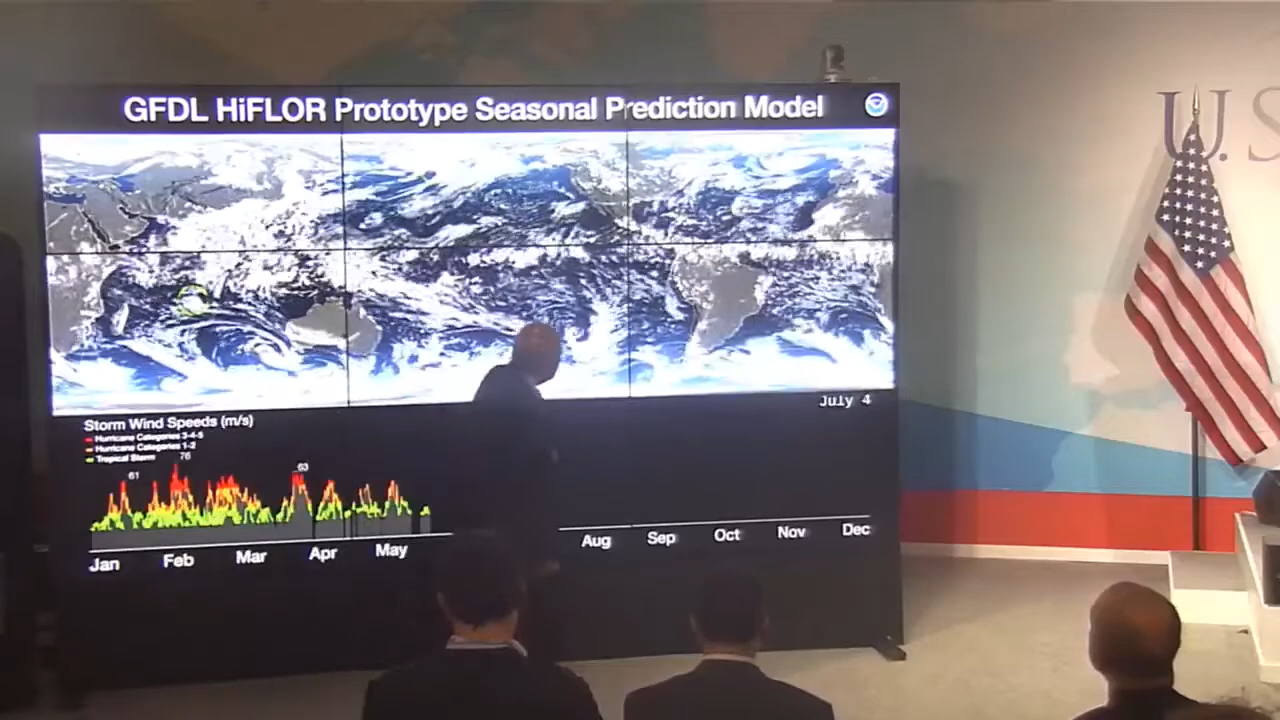 GFDL HiFLOR Prototype Seasonal Prediction Model
U.S
July 4
Storm Wind Speeds (m/s)
Hurricane Categories 3-4-5
Hurricane Categories 1-2
Tropical Storm
61
76
63
Jan Feb Mar Apr May Aug Sep Oct Nov Dec